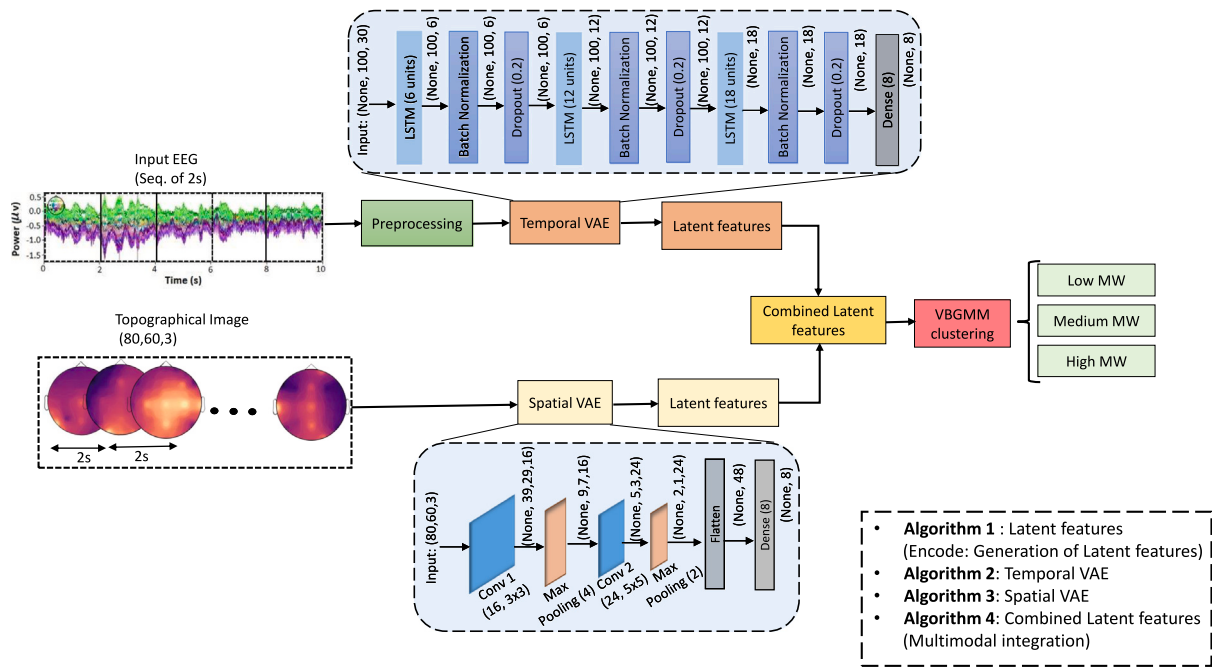 Input: (None, 100, 30)
LSTM (6 units)
(None, 100, 6)
Batch Normalization
(None, 100, 6)
Dropout (0.2)
(None, 100, 6)
LSTM (12 units)
(None, 100, 12)
Batch Normalization
(None, 100, 12)
Dropout (0.2)
(None, 100, 12)
LSTM (18 units)
(None, 18)
Batch Normalization
(None, 18)
Dropout (0.2)
(None, 18)
Dense (8)
(None, 8)
Input EEG
(Seq. of 2s)
Power (μv)
0.5
0.0
-0.5
-1.0
-1.5
0
2
4
6
8
10
Time (s)
Preprocessing
Temporal VAE
Latent features
Topographical Image
(80,60,3)
2s
2s
Spatial VAE
Latent features
Combined Latent
features
VBGMM
clustering
Low MW
Medium MW
High MW
Input: (80,60,3)
Conv 1
(16, 3x3)
(None, 39,29,16)
Max
Pooling (4)
(None, 9,7,16)
Conv 2
(24, 5x5)
(None, 5,3,24)
Max
Pooling (2)
(None, 2,1,24)
Flatten
(None, 48)
Dense (8)
(None, 8)
• Algorithm 1 : Latent features
(Encode: Generation of Latent features)
• Algorithm 2: Temporal VAE
• Algorithm 3: Spatial VAE
• Algorithm 4: Combined Latent features
(Multimodal integration)